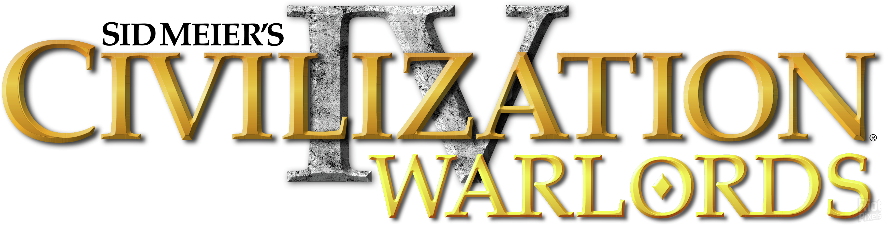 SID MEIER'S
IV
CIVILIZATION®
WARLORDS